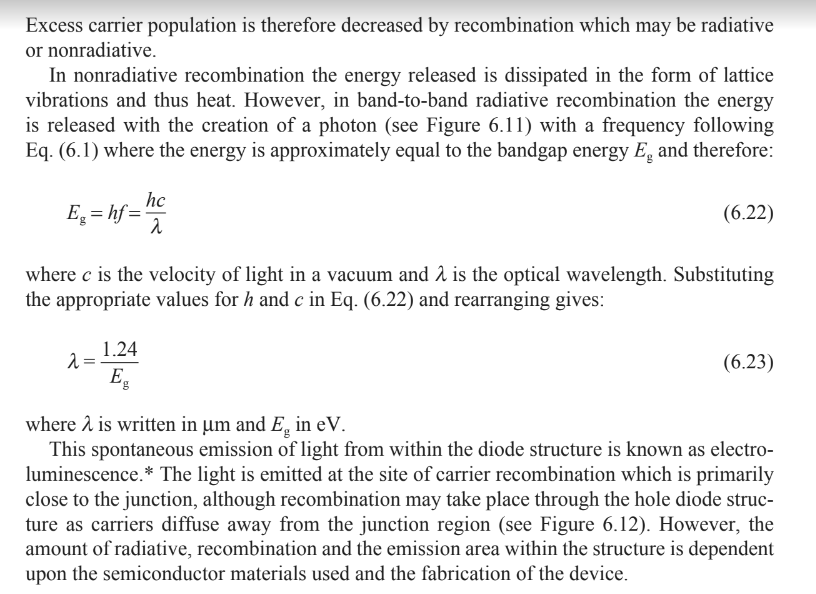 Excess carrier population is therefore decreased by recombination which may be radiative
or nonradiative.
In nonradiative recombination the energy released is dissipated in the form of lattice
vibrations and thus heat. However, in band-to-band radiative recombination the energy
is released with the creation of a photon (see Figure 6.11) with a frequency following
Eq. (6.1) where the energy is approximately equal to the bandgap energy E_g and therefore:
E_g = hf = hc/λ (6.22)
where c is the velocity of light in a vacuum and λ is the optical wavelength. Substituting
the appropriate values for h and c in Eq. (6.22) and rearranging gives:
λ = 1.24/E_g (6.23)
where λ is written in μm and E_g in eV.
This spontaneous emission of light from within the diode structure is known as electro-
luminescence.* The light is emitted at the site of carrier recombination which is primarily
close to the junction, although recombination may take place through the hole diode struc-
ture as carriers diffuse away from the junction region (see Figure 6.12). However, the
amount of radiative, recombination and the emission area within the structure is dependent
upon the semiconductor materials used and the fabrication of the device.